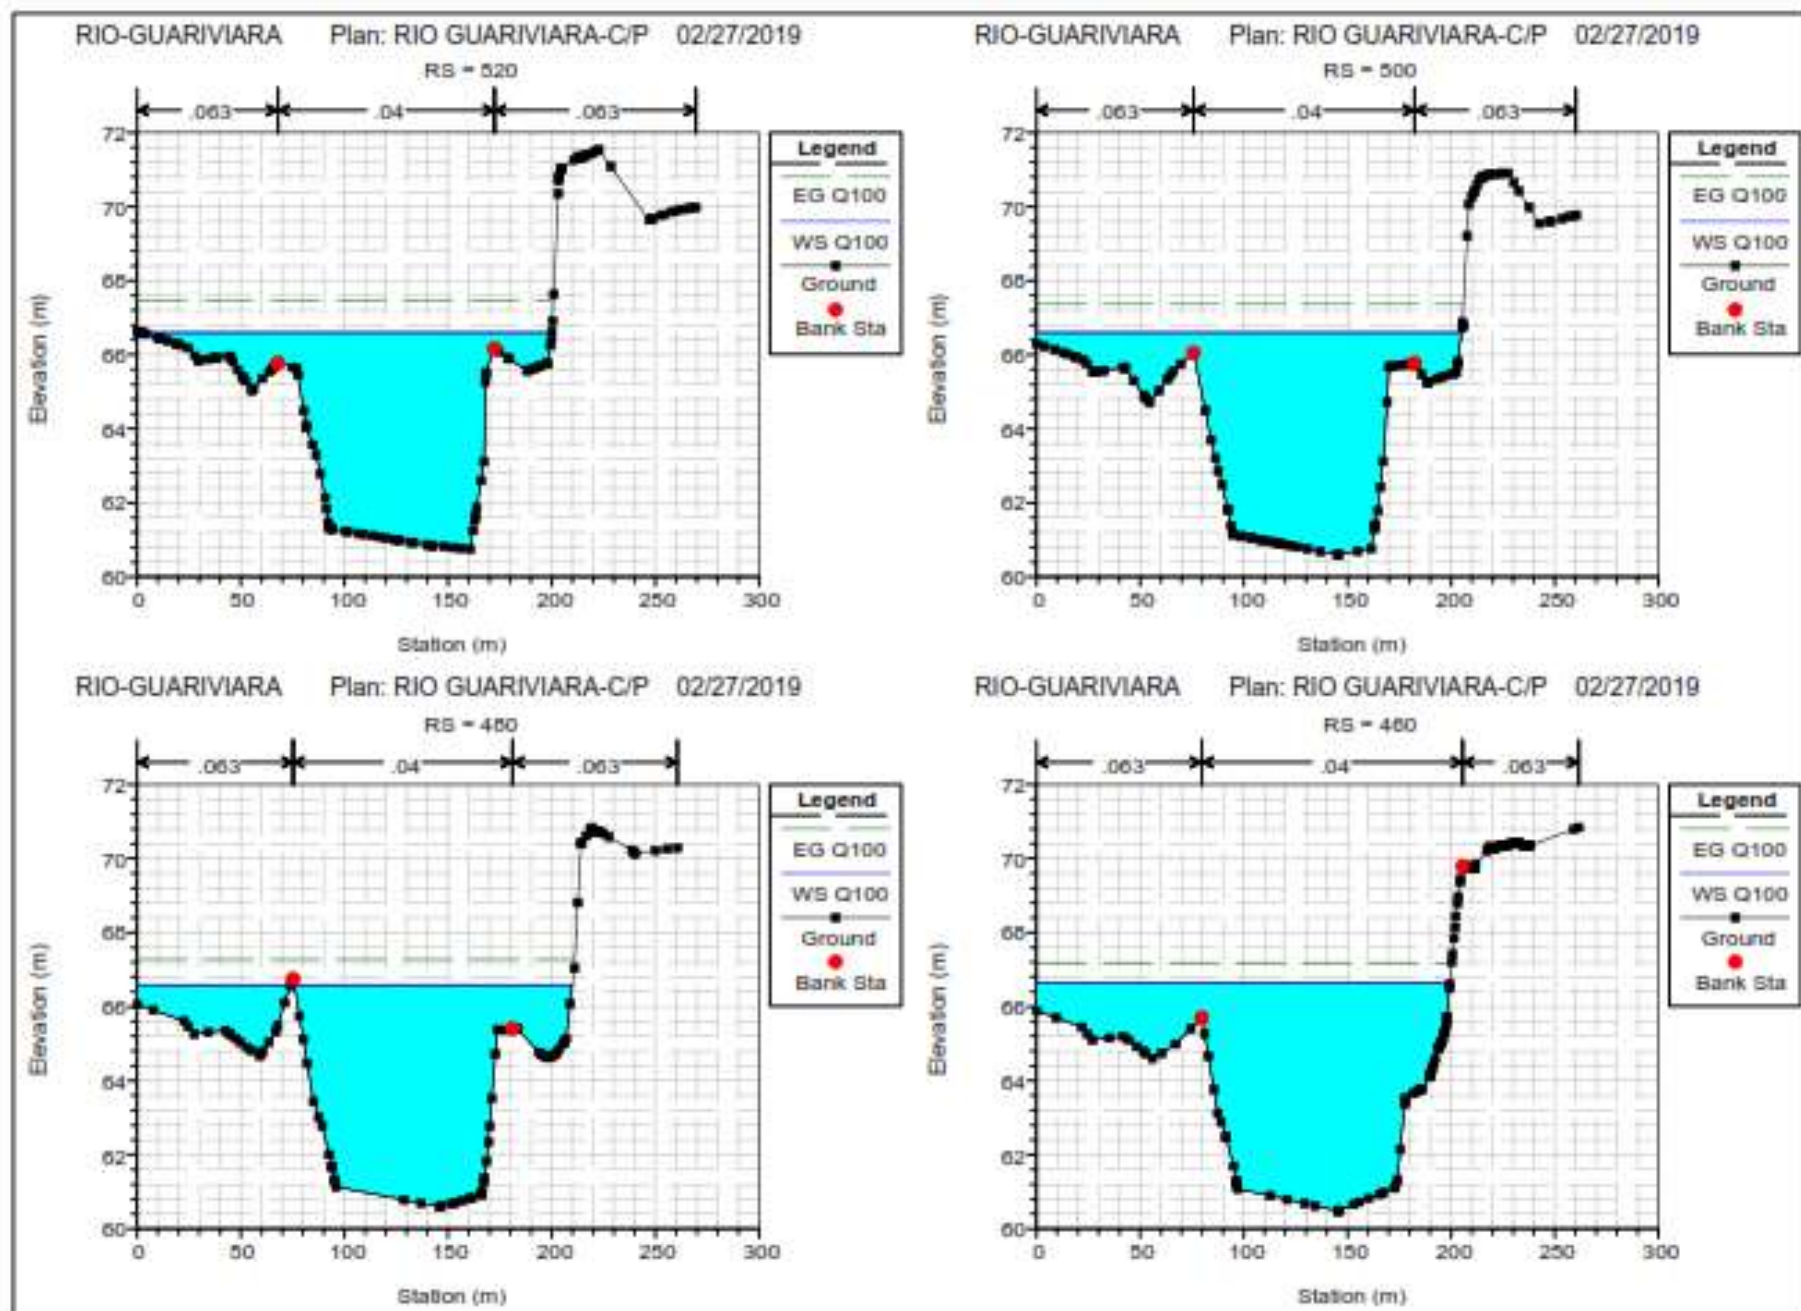 RIO-GUARIVIARA Plan: RIO GUARIVIARA-C/P 02/27/2019
RS = 520
.063 .04 .063
72
70
68
66
64
62
60
Elevation (m)
0 50 100 150 200 250 300
Station (m)
Legend
EG Q100
WS Q100
Ground
Bank Sta
RIO-GUARIVIARA Plan: RIO GUARIVIARA-C/P 02/27/2019
RS = 500
.063 .04 .063
72
70
68
66
64
62
60
Elevation (m)
0 50 100 150 200 250 300
Station (m)
Legend
EG Q100
WS Q100
Ground
Bank Sta
RIO-GUARIVIARA Plan: RIO GUARIVIARA-C/P 02/27/2019
RS = 480
.063 .04 .063
72
70
68
66
64
62
60
Elevation (m)
0 50 100 150 200 250 300
Station (m)
Legend
EG Q100
WS Q100
Ground
Bank Sta
RIO-GUARIVIARA Plan: RIO GUARIVIARA-C/P 02/27/2019
RS = 460
.063 .04 .063
72
70
68
66
64
62
60
Elevation (m)
0 50 100 150 200 250 300
Station (m)
Legend
EG Q100
WS Q100
Ground
Bank Sta